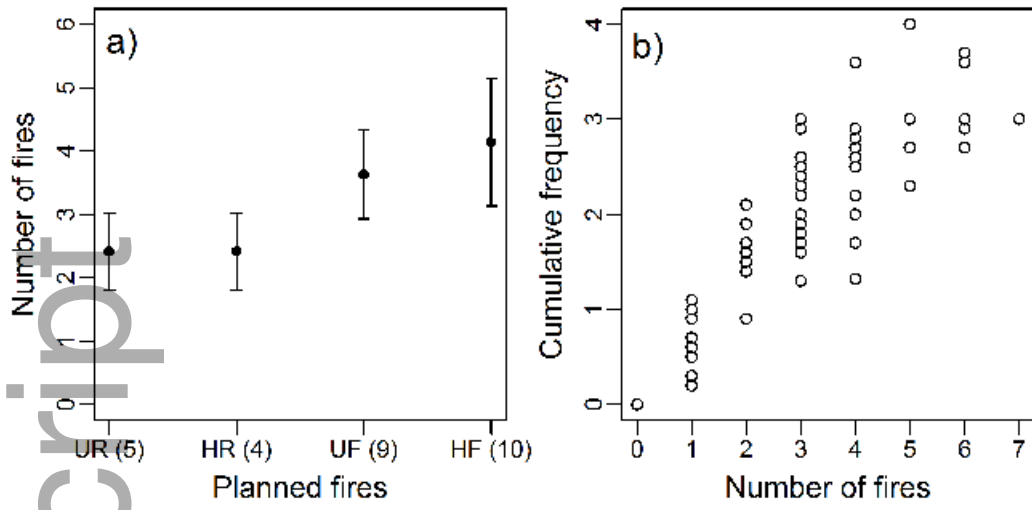 a)
Number of fires
6
5
4
3
2
1
0
UR (5) HR (4) UF (9) HF (10)
Planned fires
b)
Cumulative frequency
4
3
2
1
0
0 1 2 3 4 5 6 7
Number of fires
cript